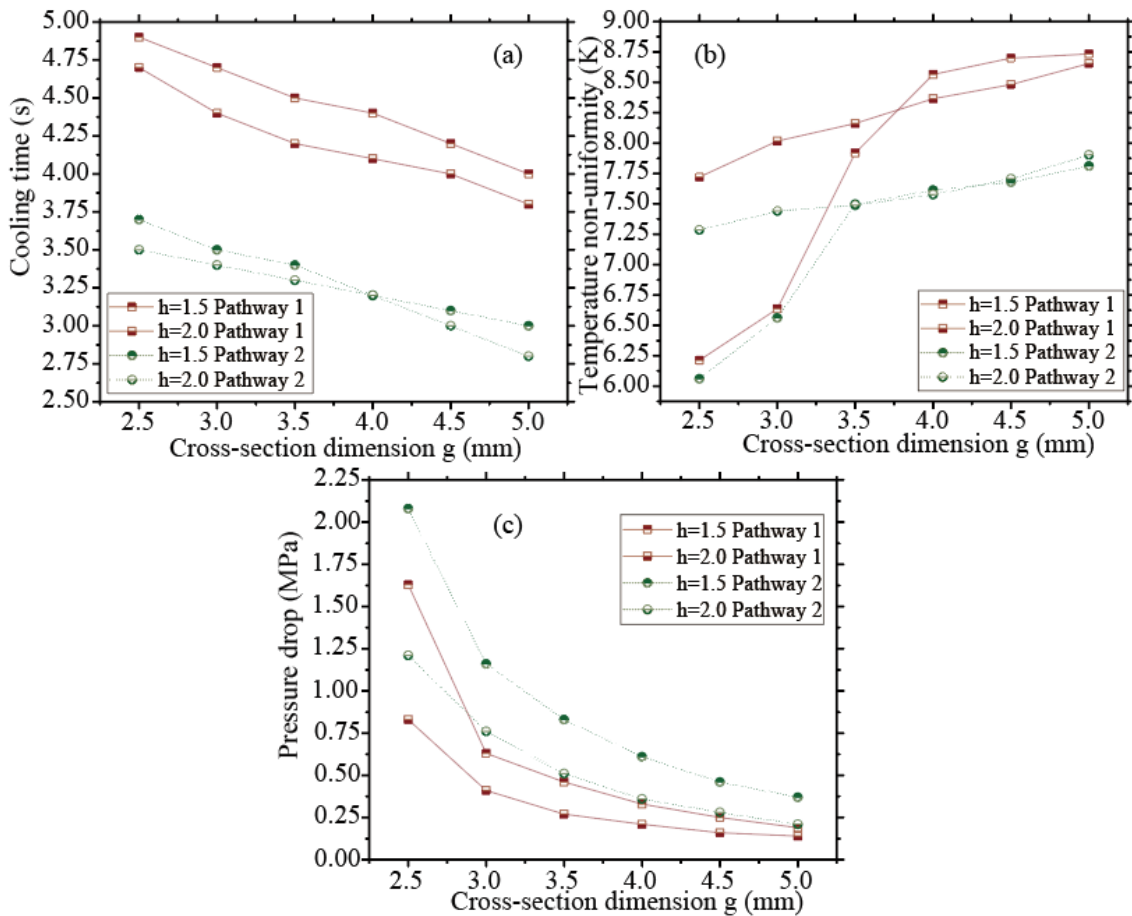 (a)
Cooling time (s)
5.00
4.75
4.50
4.25
4.00
3.75
3.50
3.25
3.00
2.75
2.50
h=1.5 Pathway 1
h=2.0 Pathway 1
h=1.5 Pathway 2
h=2.0 Pathway 2
2.5 3.0 3.5 4.0 4.5 5.0
Cross-section dimension g (mm)
(b)
Temperature non-uniformity (K)
9.00
8.75
8.50
8.25
8.00
7.75
7.50
7.25
7.00
6.75
6.50
6.25
6.00
h=1.5 Pathway 1
h=2.0 Pathway 1
h=1.5 Pathway 2
h=2.0 Pathway 2
2.5 3.0 3.5 4.0 4.5 5.0
Cross-section dimension g (mm)
(c)
Pressure drop (MPa)
2.25
2.00
1.75
1.50
1.25
1.00
0.75
0.50
0.25
0.00
h=1.5 Pathway 1
h=2.0 Pathway 1
h=1.5 Pathway 2
h=2.0 Pathway 2
2.5 3.0 3.5 4.0 4.5 5.0
Cross-section dimension g (mm)